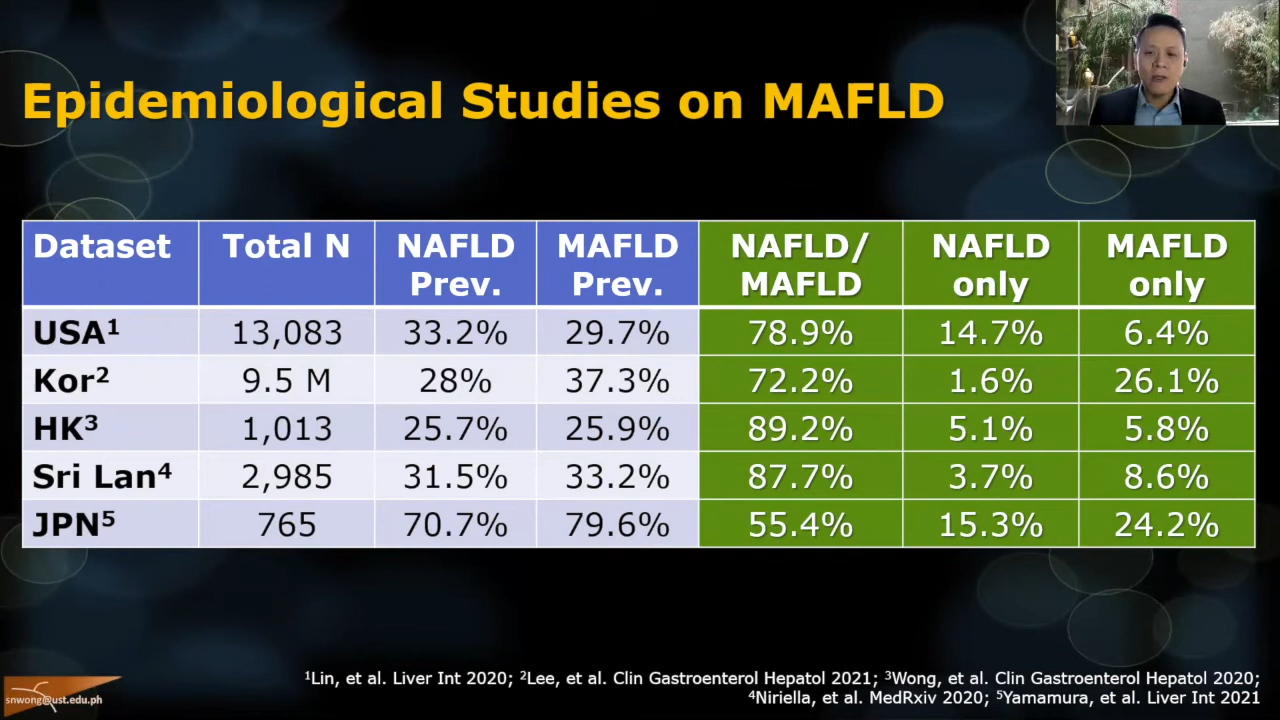 Epidemiological Studies on MAFLD
Dataset Total N NAFLD Prev. MAFLD Prev. NAFLD/ MAFLD NAFLD only MAFLD only
USA¹ 13,083 33.2% 29.7% 78.9% 14.7% 6.4%
Kor² 9.5 M 28% 37.3% 72.2% 1.6% 26.1%
HK³ 1,013 25.7% 25.9% 89.2% 5.1% 5.8%
Sri Lan⁴ 2,985 31.5% 33.2% 87.7% 3.7% 8.6%
JPN⁵ 765 70.7% 79.6% 55.4% 15.3% 24.2%
¹Lin, et al. Liver Int 2020; ²Lee, et al. Clin Gastroenterol Hepatol 2021; ³Wong, et al. Clin Gastroenterol Hepatol 2020;
⁴Niriella, et al. MedRxiv 2020; ⁵Yamamura, et al. Liver Int 2021
snwong@ust.edu.ph